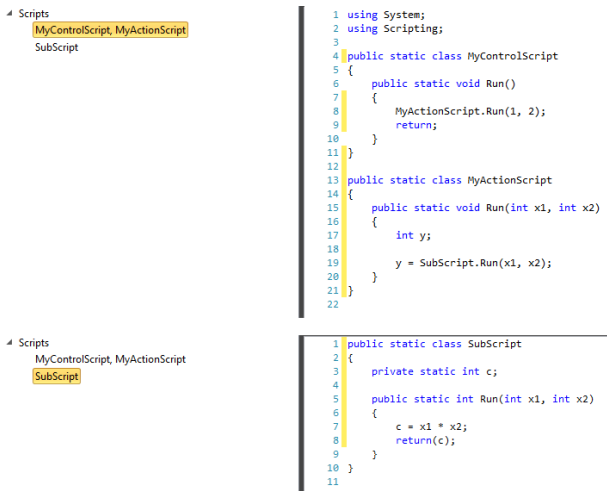 Scripts
MyControlScript, MyActionScript
SubScript
1 using System;
2 using Scripting;
3
4 public static class MyControlScript
5 {
6     public static void Run()
7     {
8         MyActionScript.Run(1, 2);
9         return;
10     }
11 }
12
13 public static class MyActionScript
14 {
15     public static void Run(int x1, int x2)
16     {
17         int y;
18
19         y = SubScript.Run(x1, x2);
20     }
21 }
22
Scripts
MyControlScript, MyActionScript
SubScript
1 public static class SubScript
2 {
3     private static int c;
4
5     public static int Run(int x1, int x2)
6     {
7         c = x1 * x2;
8         return(c);
9     }
10 }
11